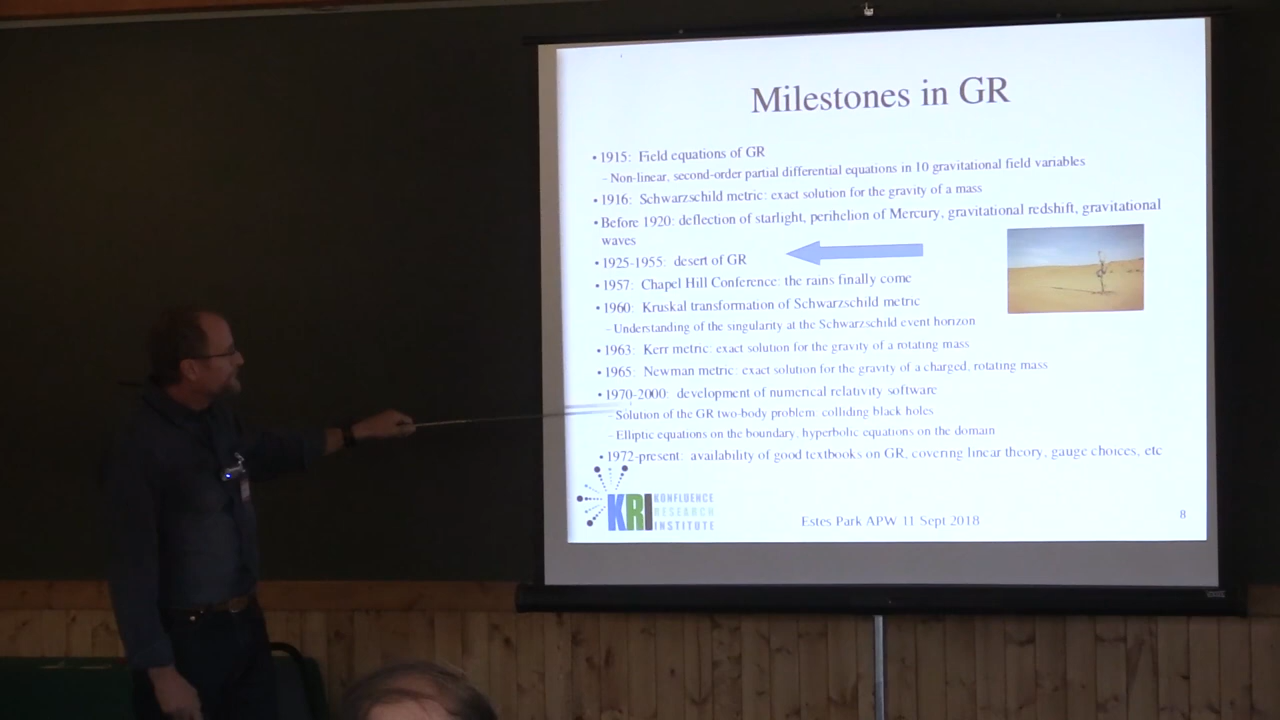 Milestones in GR
• 1915: Field equations of GR
– Non-linear, second-order partial differential equations in 10 gravitational field variables
• 1916: Schwarzschild metric: exact solution for the gravity of a mass
• Before 1920: deflection of starlight, perihelion of Mercury, gravitational redshift, gravitational
waves
• 1925-1955: desert of GR
• 1957: Chapel Hill Conference: the rains finally come
• 1960: Kruskal transformation of Schwarzschild metric
– Understanding of the singularity at the Schwarzschild event horizon
• 1963: Kerr metric: exact solution for the gravity of a rotating mass
• 1965: Newman metric: exact solution for the gravity of a charged, rotating mass
• 1970-2000: development of numerical relativity software
– Solution of the GR two-body problem: colliding black holes
– Elliptic equations on the boundary, hyperbolic equations on the domain
• 1972-present: availability of good textbooks on GR, covering linear theory, gauge choices, etc
KRI KONFLUENCE
RESEARCH
INSTITUTE
Estes Park APW 11 Sept 2018
8